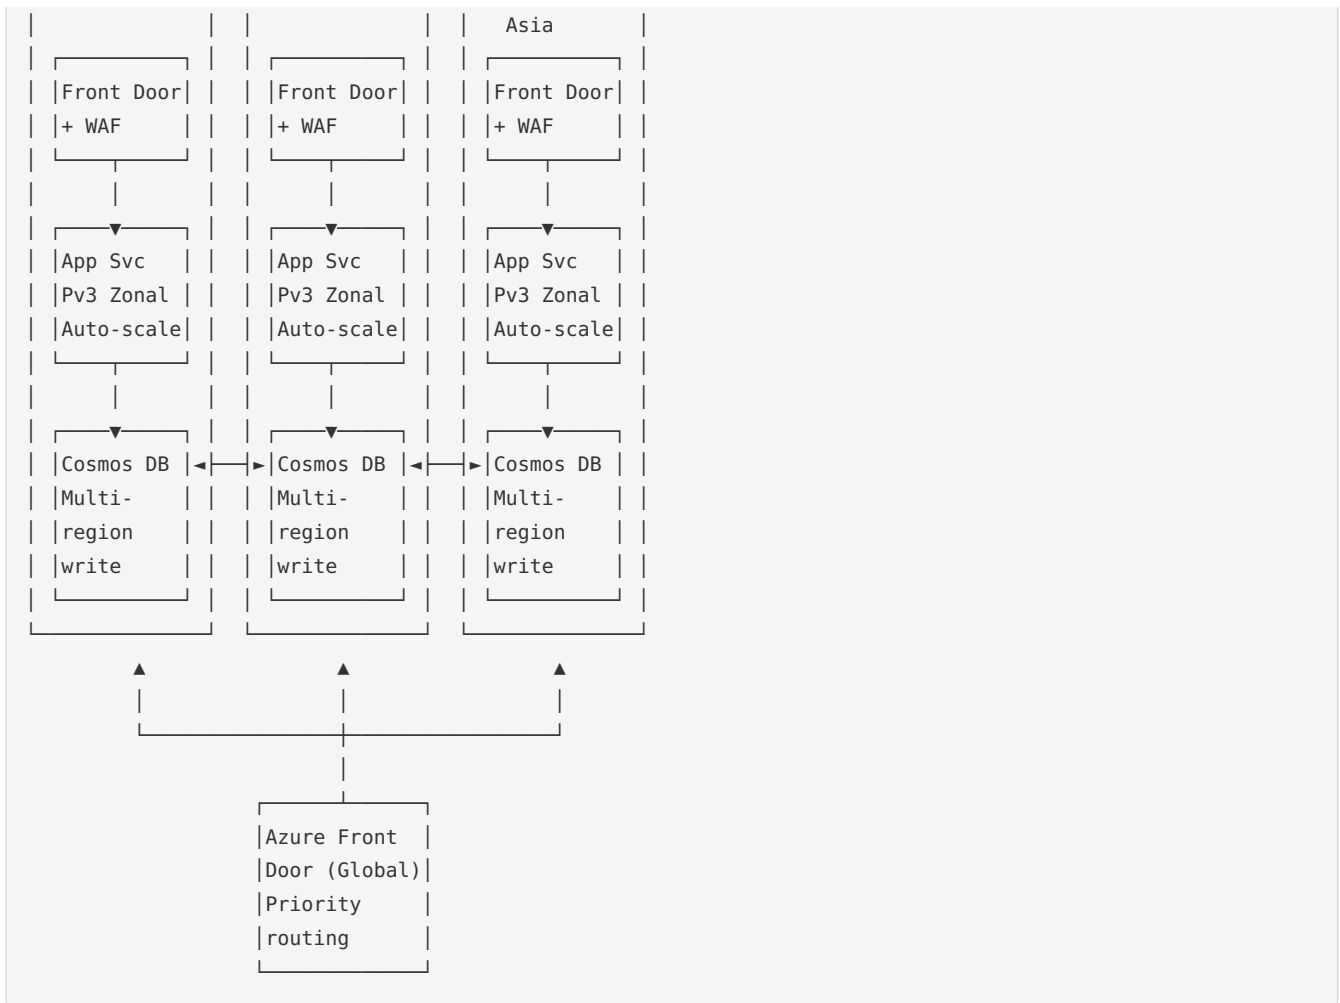 Asia
Front Door Front Door Front Door
+ WAF + WAF + WAF
App Svc App Svc App Svc
Pv3 Zonal Pv3 Zonal Pv3 Zonal
Auto-scale Auto-scale Auto-scale
Cosmos DB Cosmos DB Cosmos DB
Multi- Multi- Multi-
region region region
write write write
Azure Front
Door (Global)
Priority
routing